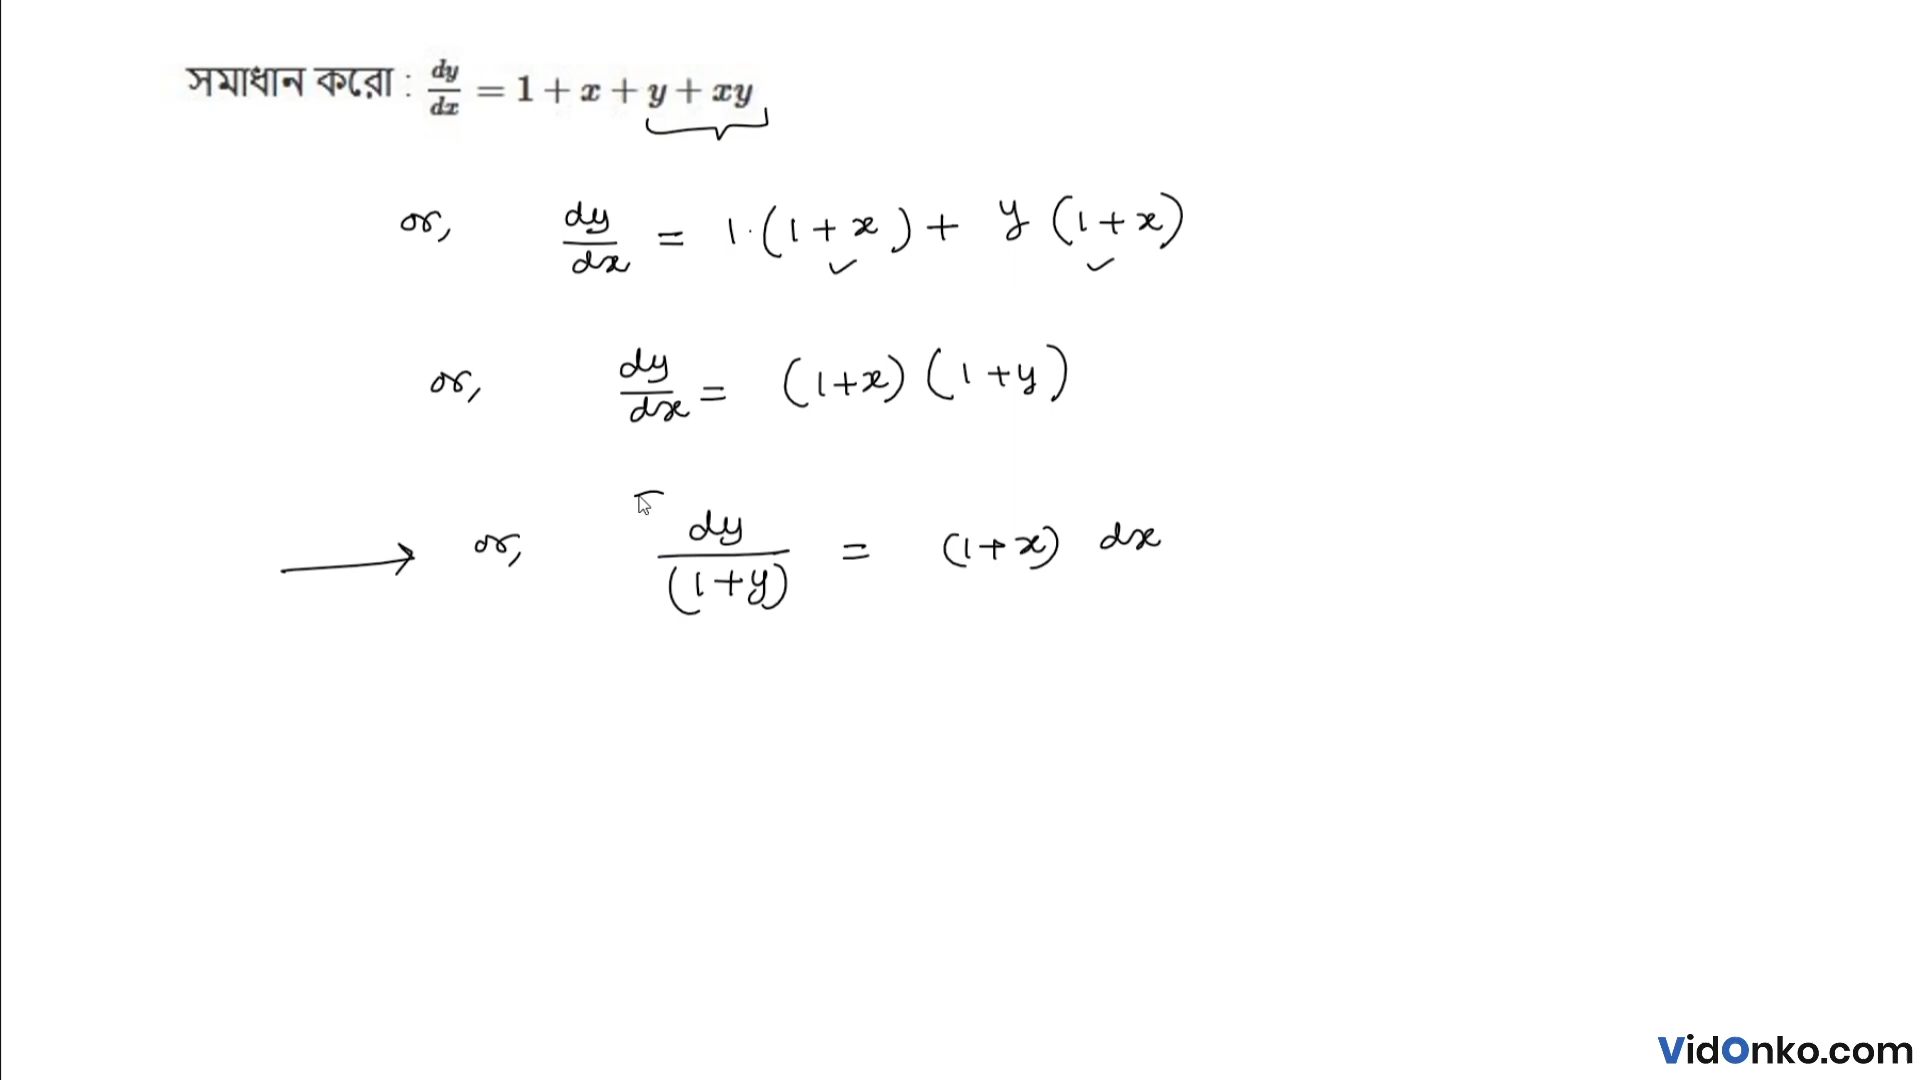 সমাধান করো : dy/dx = 1 + x + y + xy
or, dy/dx = 1·(1 + x) + y (1 + x)
or, dy/dx = (1+x) (1+y)
or, dy/(1+y) = (1+x) dx
VidOnko.com